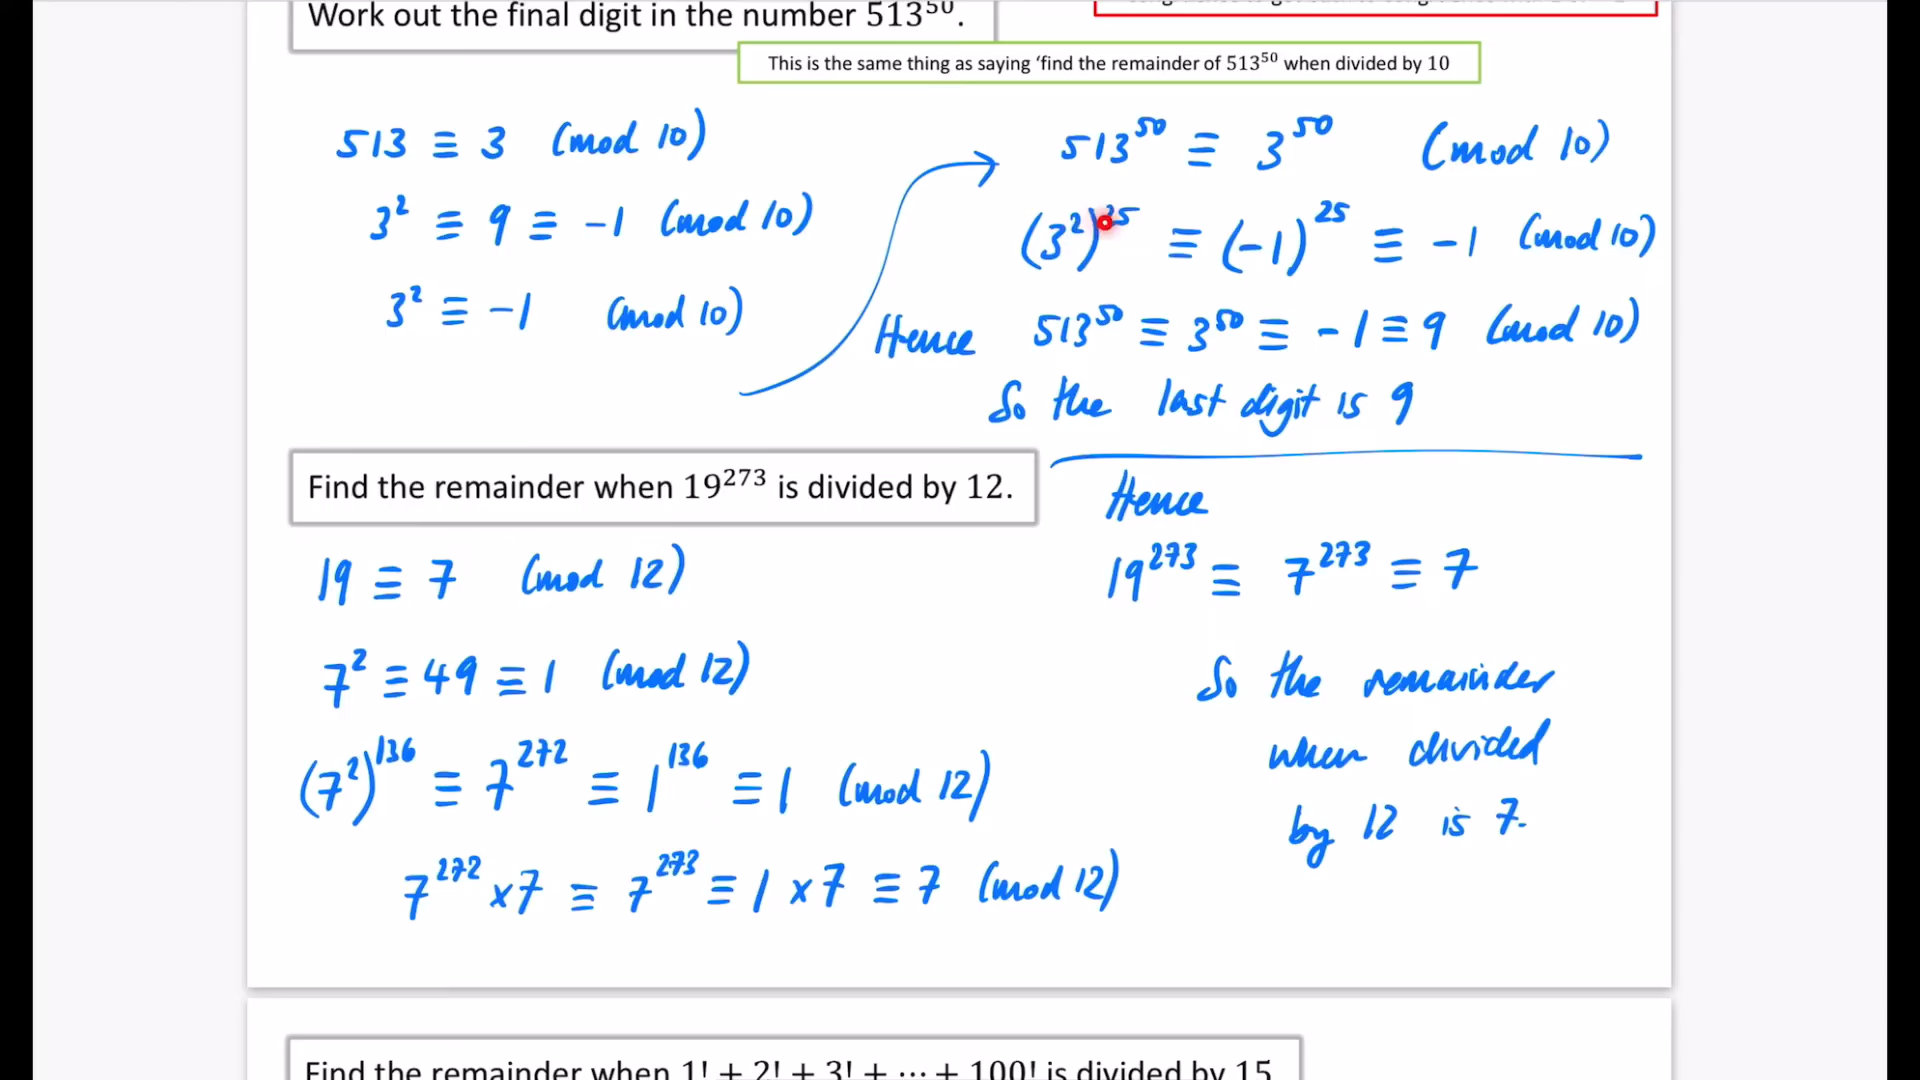 Work out the final digit in the number 513⁵⁰.
This is the same thing as saying ‘find the remainder of 513⁵⁰ when divided by 10
513 ≡ 3 (mod 10)
3² ≡ 9 ≡ -1 (mod 10)
3² ≡ -1 (mod 10)
513⁵⁰ ≡ 3⁵⁰ (mod 10)
(3²)²⁵ ≡ (-1)²⁵ ≡ -1 (mod 10)
Hence 513⁵⁰ ≡ 3⁵⁰ ≡ -1 ≡ 9 (mod 10)
So the last digit is 9
Find the remainder when 19²⁷³ is divided by 12.
19 ≡ 7 (mod 12)
7² ≡ 49 ≡ 1 (mod 12)
(7²)¹³⁶ ≡ 7²⁷² ≡ 1¹³⁶ ≡ 1 (mod 12)
7²⁷² × 7 ≡ 7²⁷³ ≡ 1 × 7 ≡ 7 (mod 12)
Hence
19²⁷³ ≡ 7²⁷³ ≡ 7
So the remainder
when divided
by 12 is 7.
Find the remainder when 1! + 2! + 3! + ⋯ + 100! is divided by 15